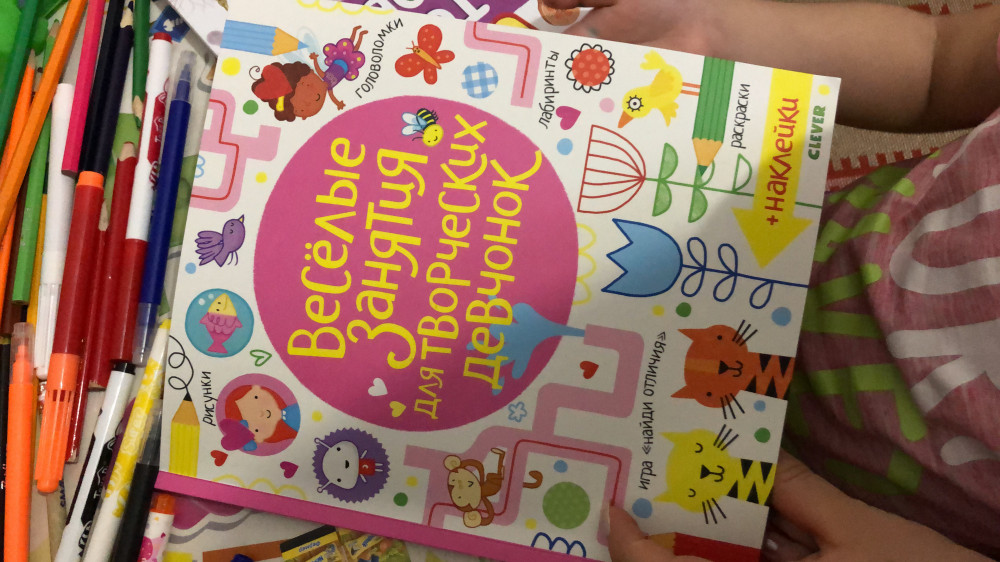 Весёлые
занятия
для творческих
девчонок
головоломки
лабиринты
раскраски
+наклейки
CLEVER
рисунки
игра «найди отличия»